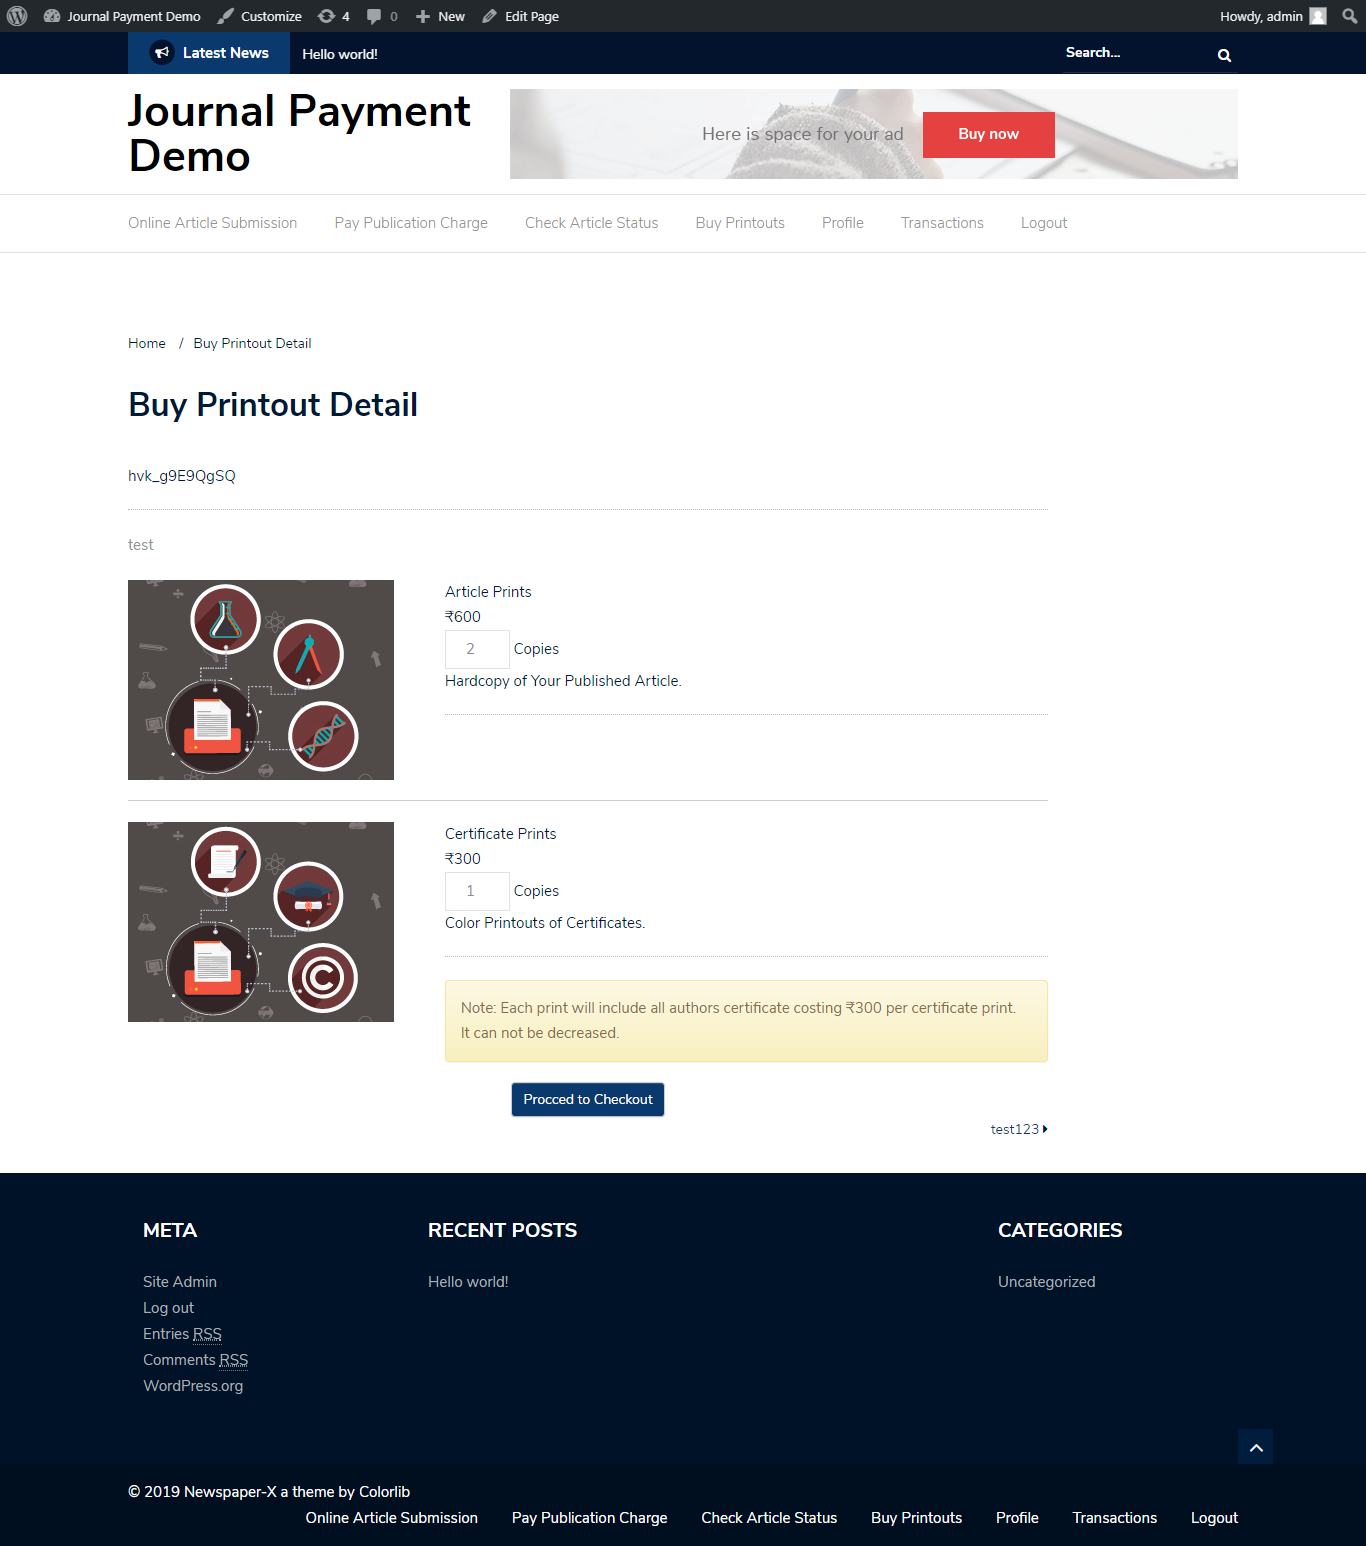 Journal Payment Demo Customize 4 0 New Edit Page Howdy, admin
Latest News Hello world! Search...
Journal Payment
Demo
Here is space for your ad Buy now
Online Article Submission Pay Publication Charge Check Article Status Buy Printouts Profile Transactions Logout
Home / Buy Printout Detail
Buy Printout Detail
hvk_g9E9QgSQ
test
Article Prints
₹600
2 Copies
Hardcopy of Your Published Article.
Certificate Prints
₹300
1 Copies
Color Printouts of Certificates.
Note: Each print will include all authors certificate costing ₹300 per certificate print.
It can not be decreased.
Procced to Checkout
test123
META
Site Admin
Log out
Entries RSS
Comments RSS
WordPress.org
RECENT POSTS
Hello world!
CATEGORIES
Uncategorized
© 2019 Newspaper-X a theme by Colorlib
Online Article Submission Pay Publication Charge Check Article Status Buy Printouts Profile Transactions Logout